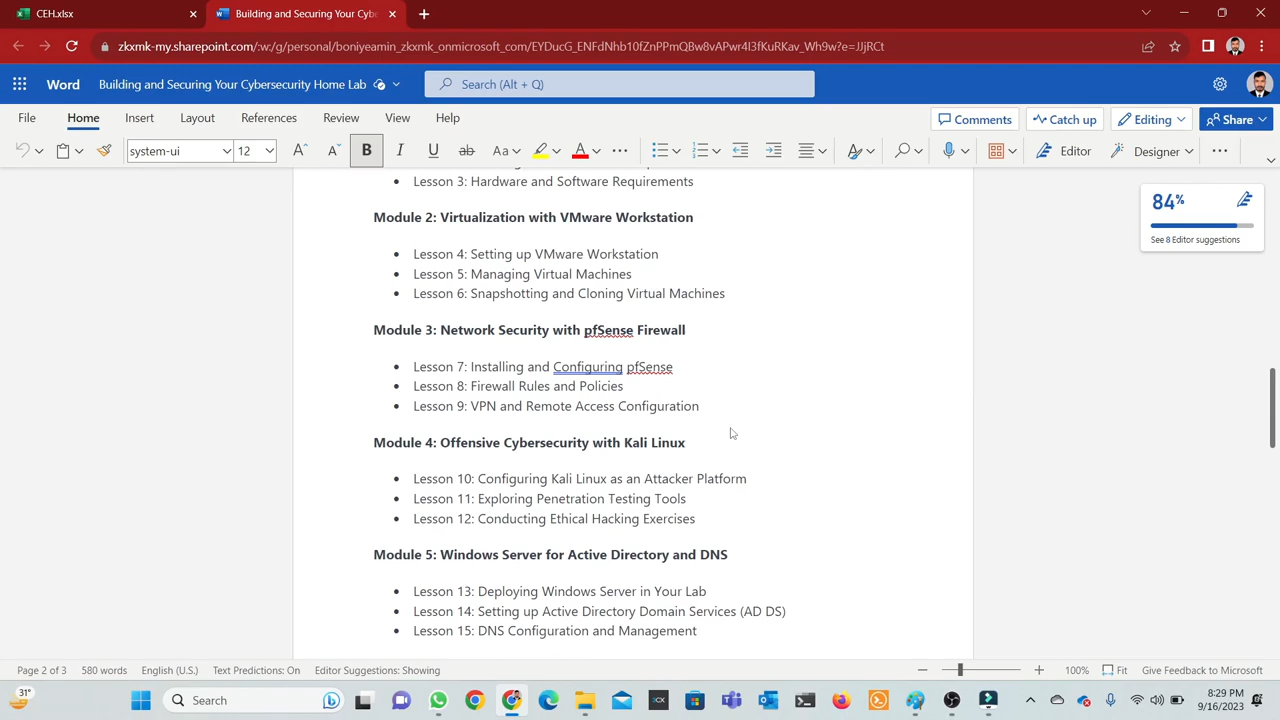 CEH.xlsx
Building and Securing Your Cybe
zkxmk-my.sharepoint.com/:w:/g/personal/boniyeamin_zkxmk_onmicrosoft_com/EYDucG_ENFdNhb10fZnPPmQBw8vAPwr4I3fKuRKav_Wh9w?e=JJjRCt
Word
Building and Securing Your Cybersecurity Home Lab
Search (Alt + Q)
File
Home
Insert
Layout
References
Review
View
Help
Comments
Catch up
Editing
Share
system-ui
12
Editor
Designer
Lesson 3: Hardware and Software Requirements
84%
See 8 Editor suggestions
Module 2: Virtualization with VMware Workstation
Lesson 4: Setting up VMware Workstation
Lesson 5: Managing Virtual Machines
Lesson 6: Snapshotting and Cloning Virtual Machines
Module 3: Network Security with pfSense Firewall
Lesson 7: Installing and Configuring pfSense
Lesson 8: Firewall Rules and Policies
Lesson 9: VPN and Remote Access Configuration
Module 4: Offensive Cybersecurity with Kali Linux
Lesson 10: Configuring Kali Linux as an Attacker Platform
Lesson 11: Exploring Penetration Testing Tools
Lesson 12: Conducting Ethical Hacking Exercises
Module 5: Windows Server for Active Directory and DNS
Lesson 13: Deploying Windows Server in Your Lab
Lesson 14: Setting up Active Directory Domain Services (AD DS)
Lesson 15: DNS Configuration and Management
Page 2 of 3
580 words
English (U.S.)
Text Predictions: On
Editor Suggestions: Showing
100%
Fit
Give Feedback to Microsoft
31°
Search
8:29 PM
9/16/2023